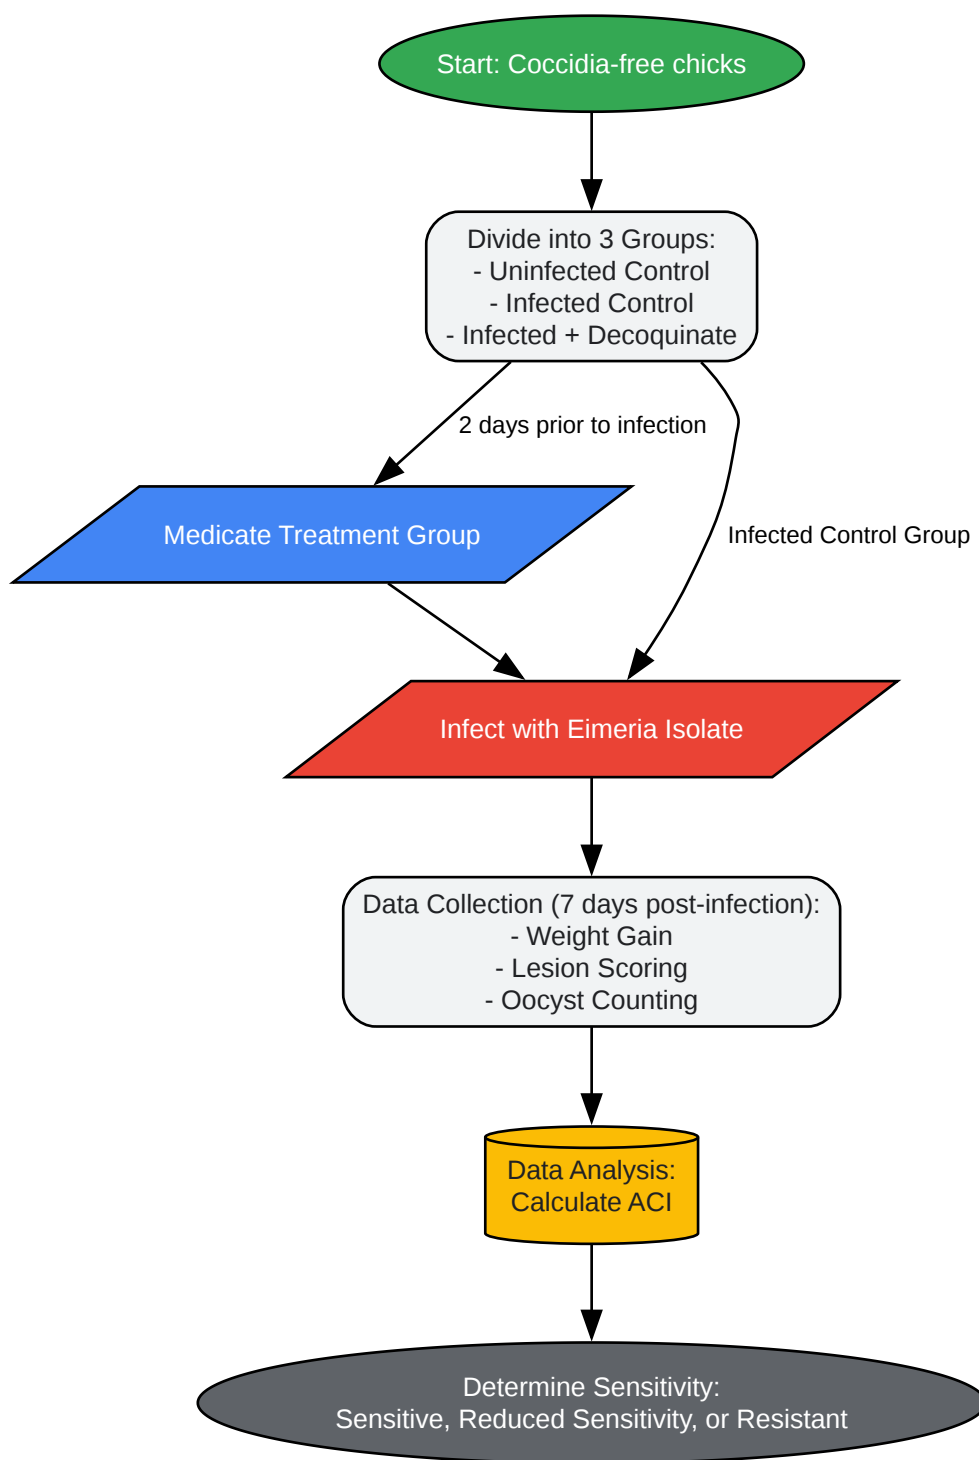 Start: Coccidia-free chicks
Divide into 3 Groups:
- Uninfected Control
- Infected Control
- Infected + Decoquinate
2 days prior to infection
Medicate Treatment Group
Infected Control Group
Infect with Eimeria Isolate
Data Collection (7 days post-infection):
- Weight Gain
- Lesion Scoring
- Oocyst Counting
Data Analysis:
Calculate ACI
Determine Sensitivity:
Sensitive, Reduced Sensitivity, or Resistant